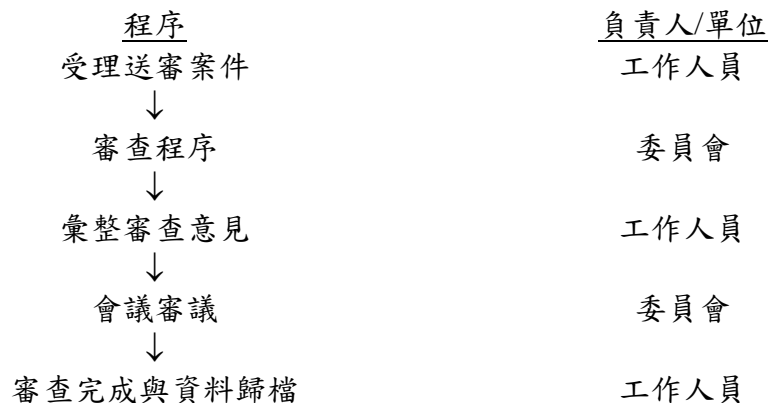 程序 負責人/單位
受理送審案件 工作人員
↓
審查程序 委員會
↓
彙整審查意見 工作人員
↓
會議審議 委員會
↓
審查完成與資料歸檔 工作人員